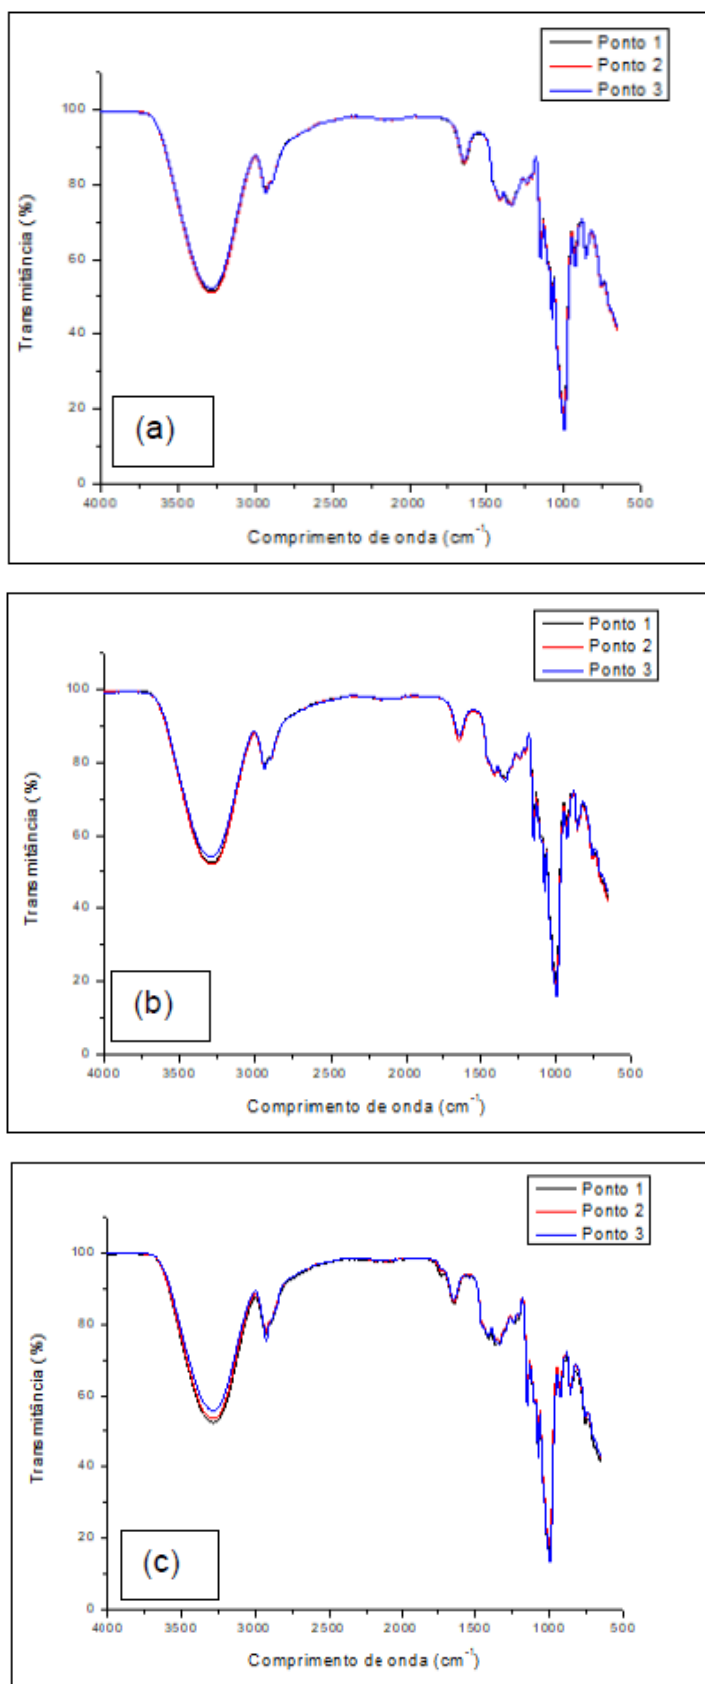 Ponto 1
Ponto 2
Ponto 3
100
80
60
40
20
0
Transmitância (%)
4000 3500 3000 2500 2000 1500 1000 500
Comprimento de onda (cm⁻¹)
(a)
Ponto 1
Ponto 2
Ponto 3
100
80
60
40
20
0
Transmitância (%)
4000 3500 3000 2500 2000 1500 1000 500
Comprimento de onda (cm⁻¹)
(b)
Ponto 1
Ponto 2
Ponto 3
100
80
60
40
20
0
Transmitância (%)
4000 3500 3000 2500 2000 1500 1000 500
Comprimento de onda (cm⁻¹)
(c)